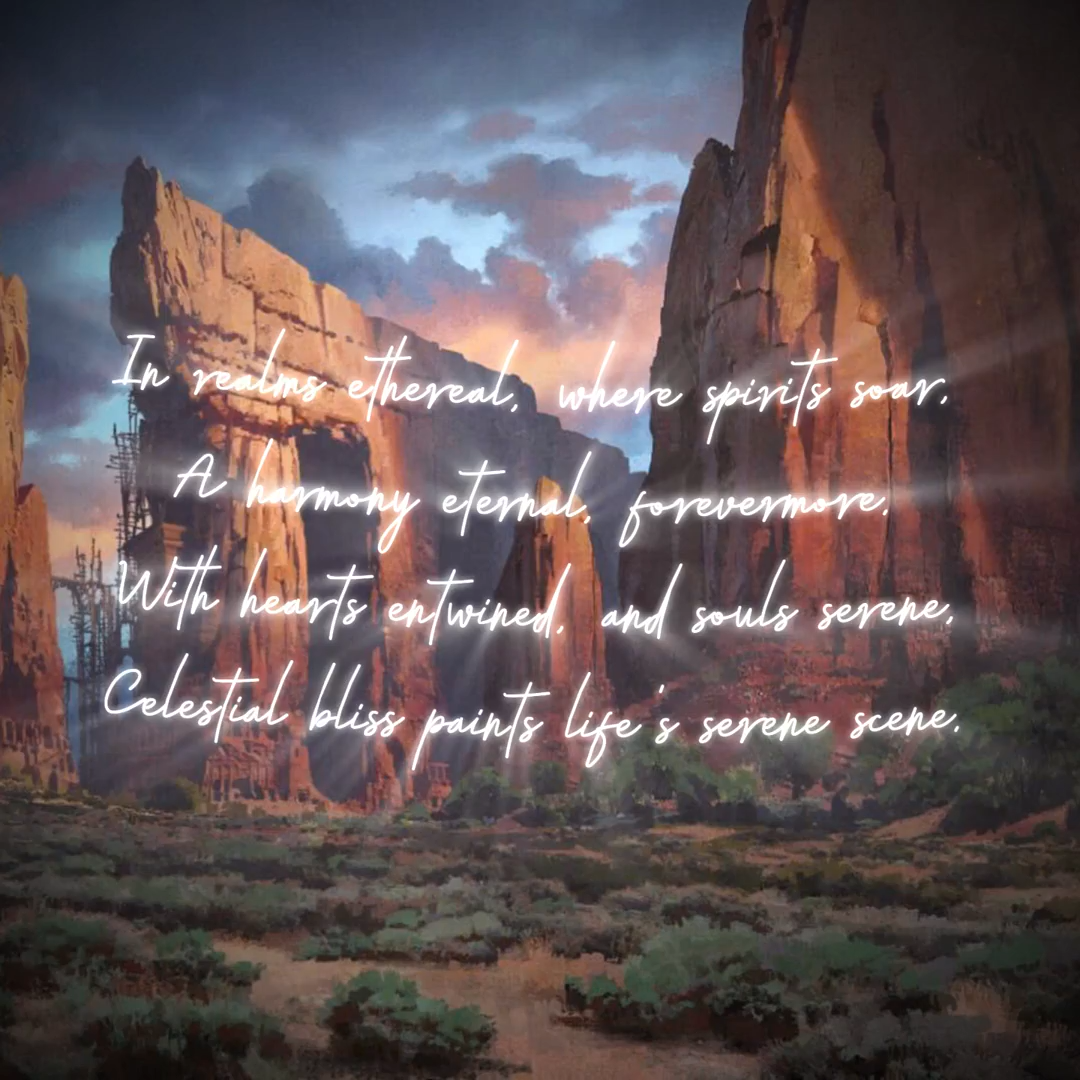 In realms ethereal, where spirits soar,
A harmony eternal, forevermore.
With hearts entwined, and souls serene,
Celestial bliss paints life's serene scene.